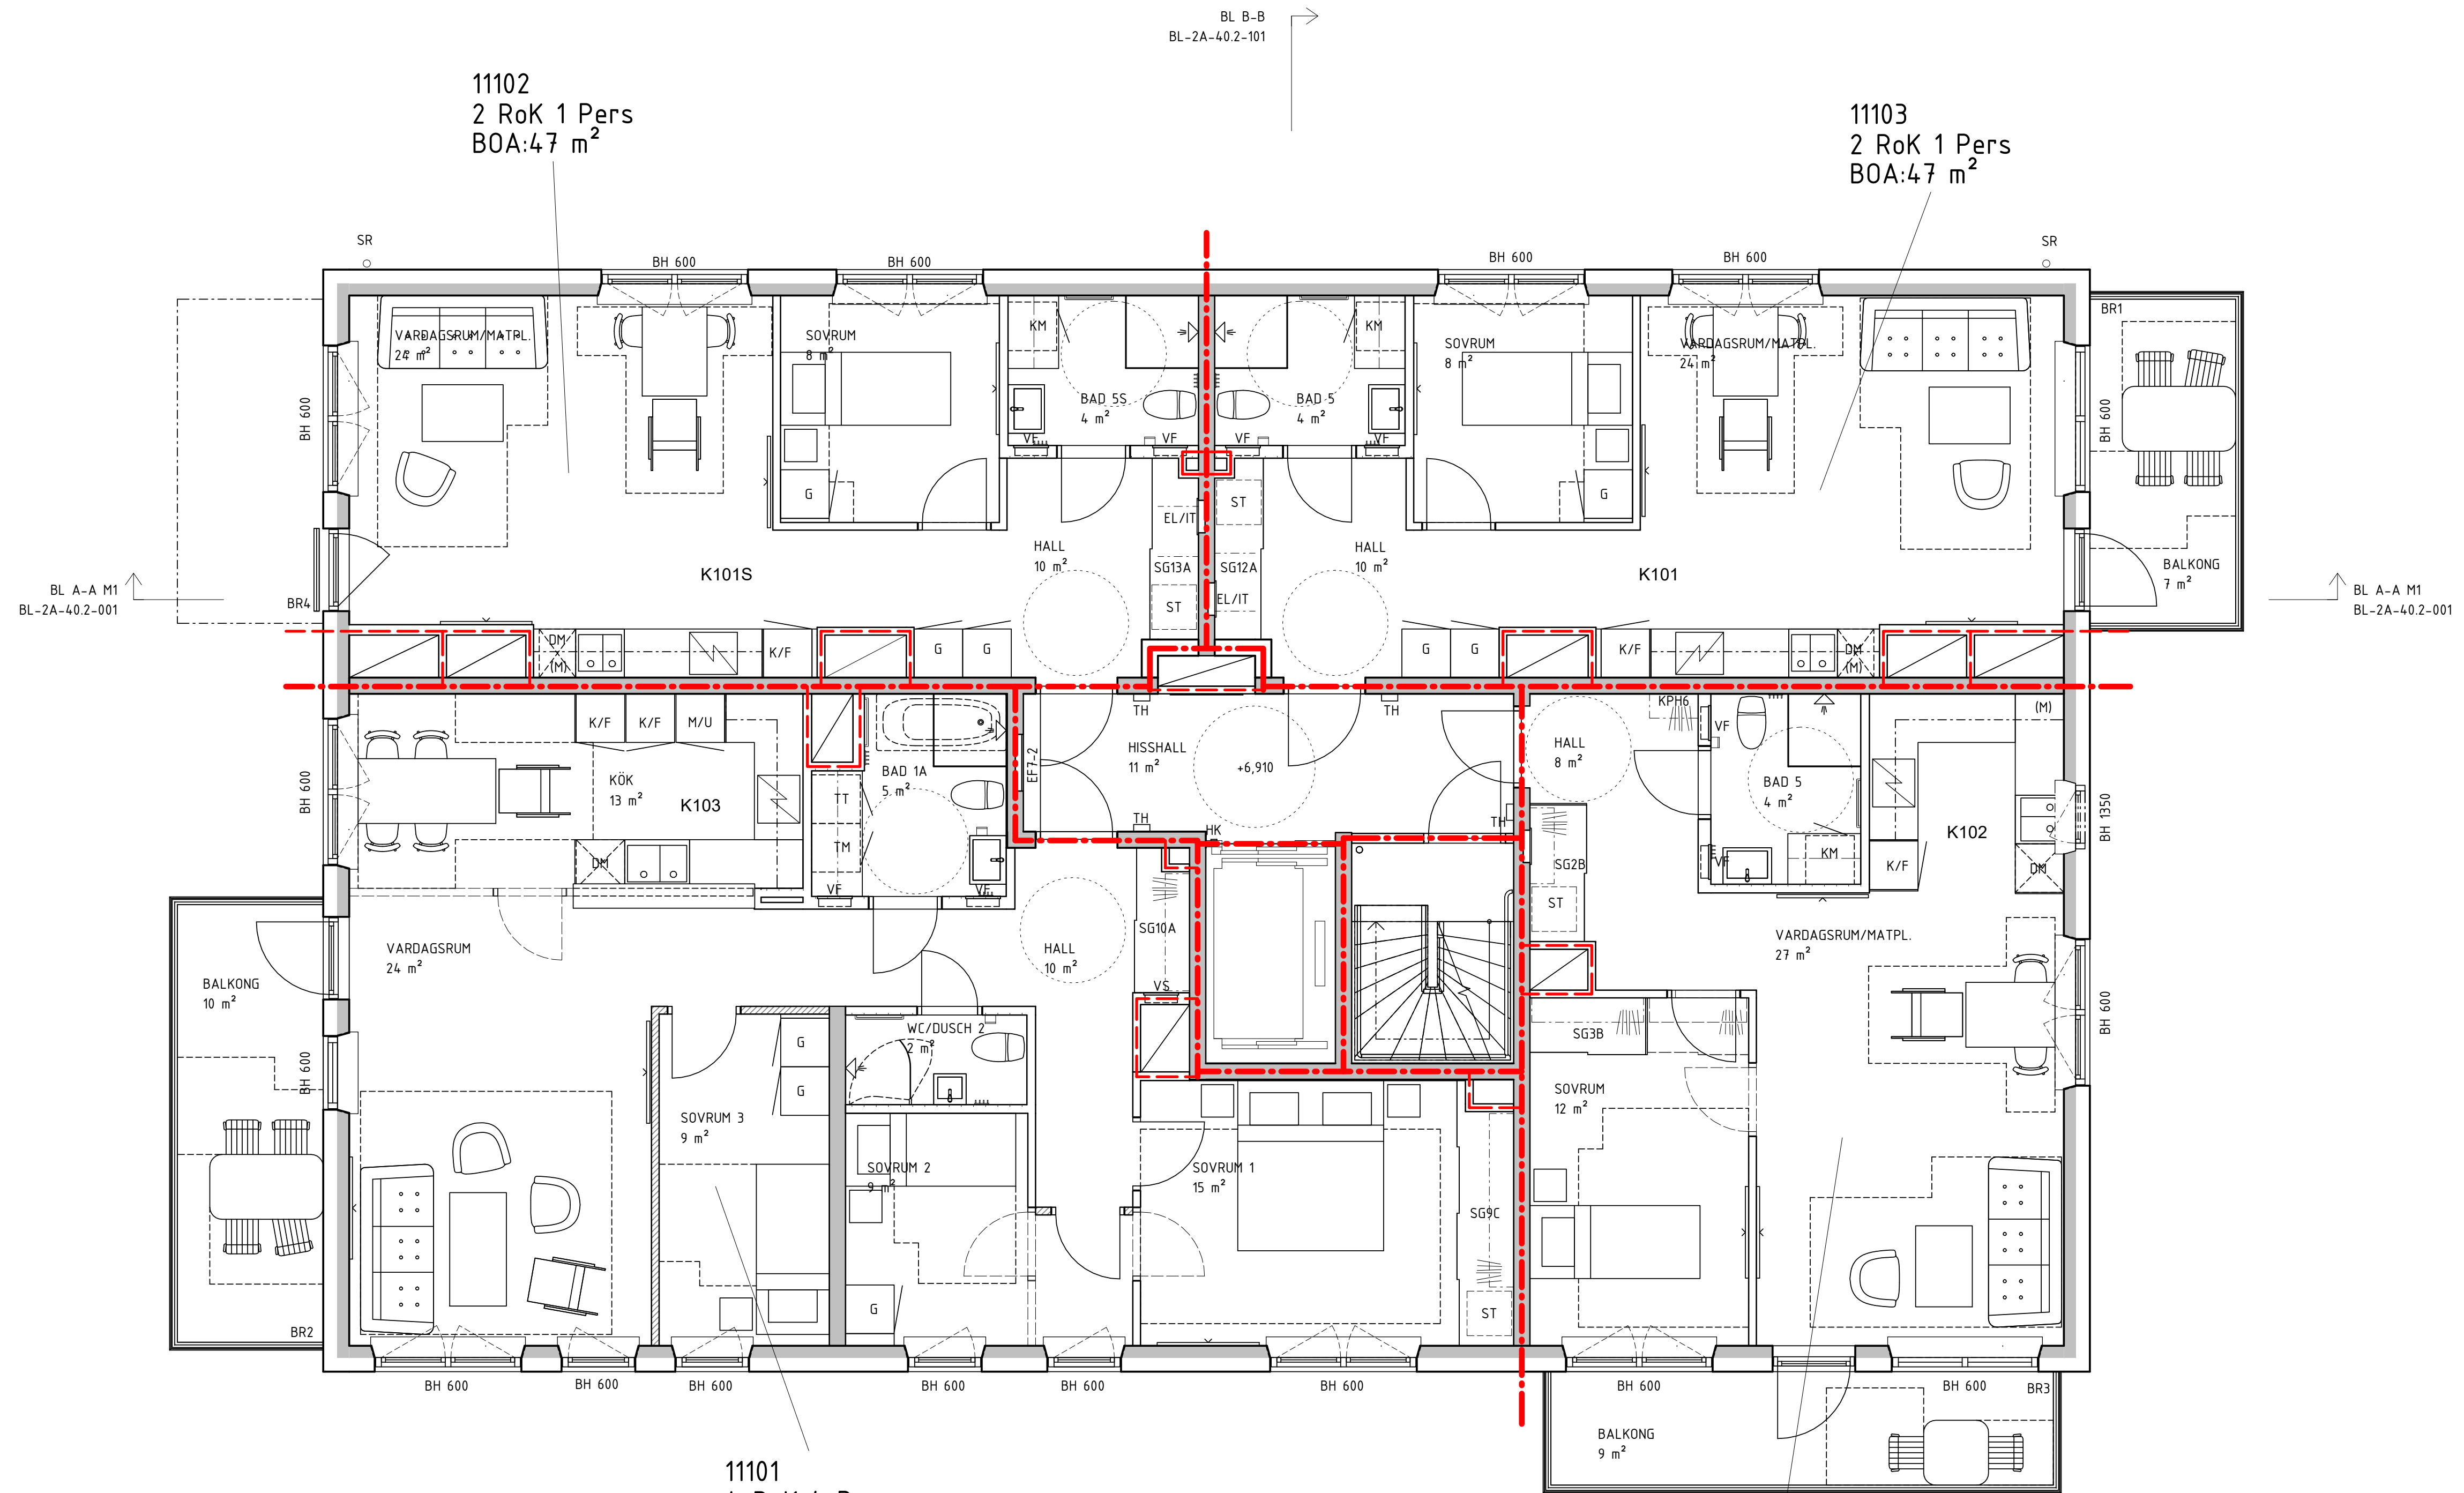 BL B-B
BL-2A-40.2-101
11102
2 RoK 1 Pers
BOA:47 m²
11103
2 RoK 1 Pers
BOA:47 m²
SR
BH 600
BH 600
BH 600
BH 600
SR
VARDAGSRUM/MATPL.
24 m²
SOVRUM
8 m²
KM
KM
SOVRUM
8 m²
VARDAGSRUM/MATPL.
24 m²
BR1
BH 600
BAD 5S
4 m²
BAD 5
4 m²
BH 600
VF
VF
VF
VF
G
G
EL/IT
ST
HALL
10 m²
HALL
10 m²
K101S
SG13A
SG12A
K101
BALKONG
7 m²
BL A-A M1
BL-2A-40.2-001
BL A-A M1
BL-2A-40.2-001
BR4
ST
EL/IT
DM
(M)
K/F
G
G
G
G
K/F
DM
(M)
K/F
K/F
M/U
TH
TH
KPH6
VF
(M)
HISSHALL
11 m²
+6,910
EF7-2
HALL
8 m²
BH 600
KÖK
13 m²
K103
BAD 1A
5 m²
TT
TM
BAD 5
4 m²
BH 1350
K102
TH
HK
TH
DM
VF
VF
SG2B
VF
KM
K/F
DM
ST
VARDAGSRUM
24 m²
HALL
10 m²
SG10A
VARDAGSRUM/MATPL.
27 m²
BALKONG
10 m²
VS
BH 600
WC/DUSCH 2
2 m²
G
G
SG3B
BH 600
SOVRUM 3
9 m²
SOVRUM
12 m²
SOVRUM 2
9 m²
SOVRUM 1
15 m²
SG9C
G
ST
BR2
BH 600
BH 600
BH 600
BH 600
BH 600
BH 600
BH 600
BH 600
BR3
BALKONG
9 m²
11101